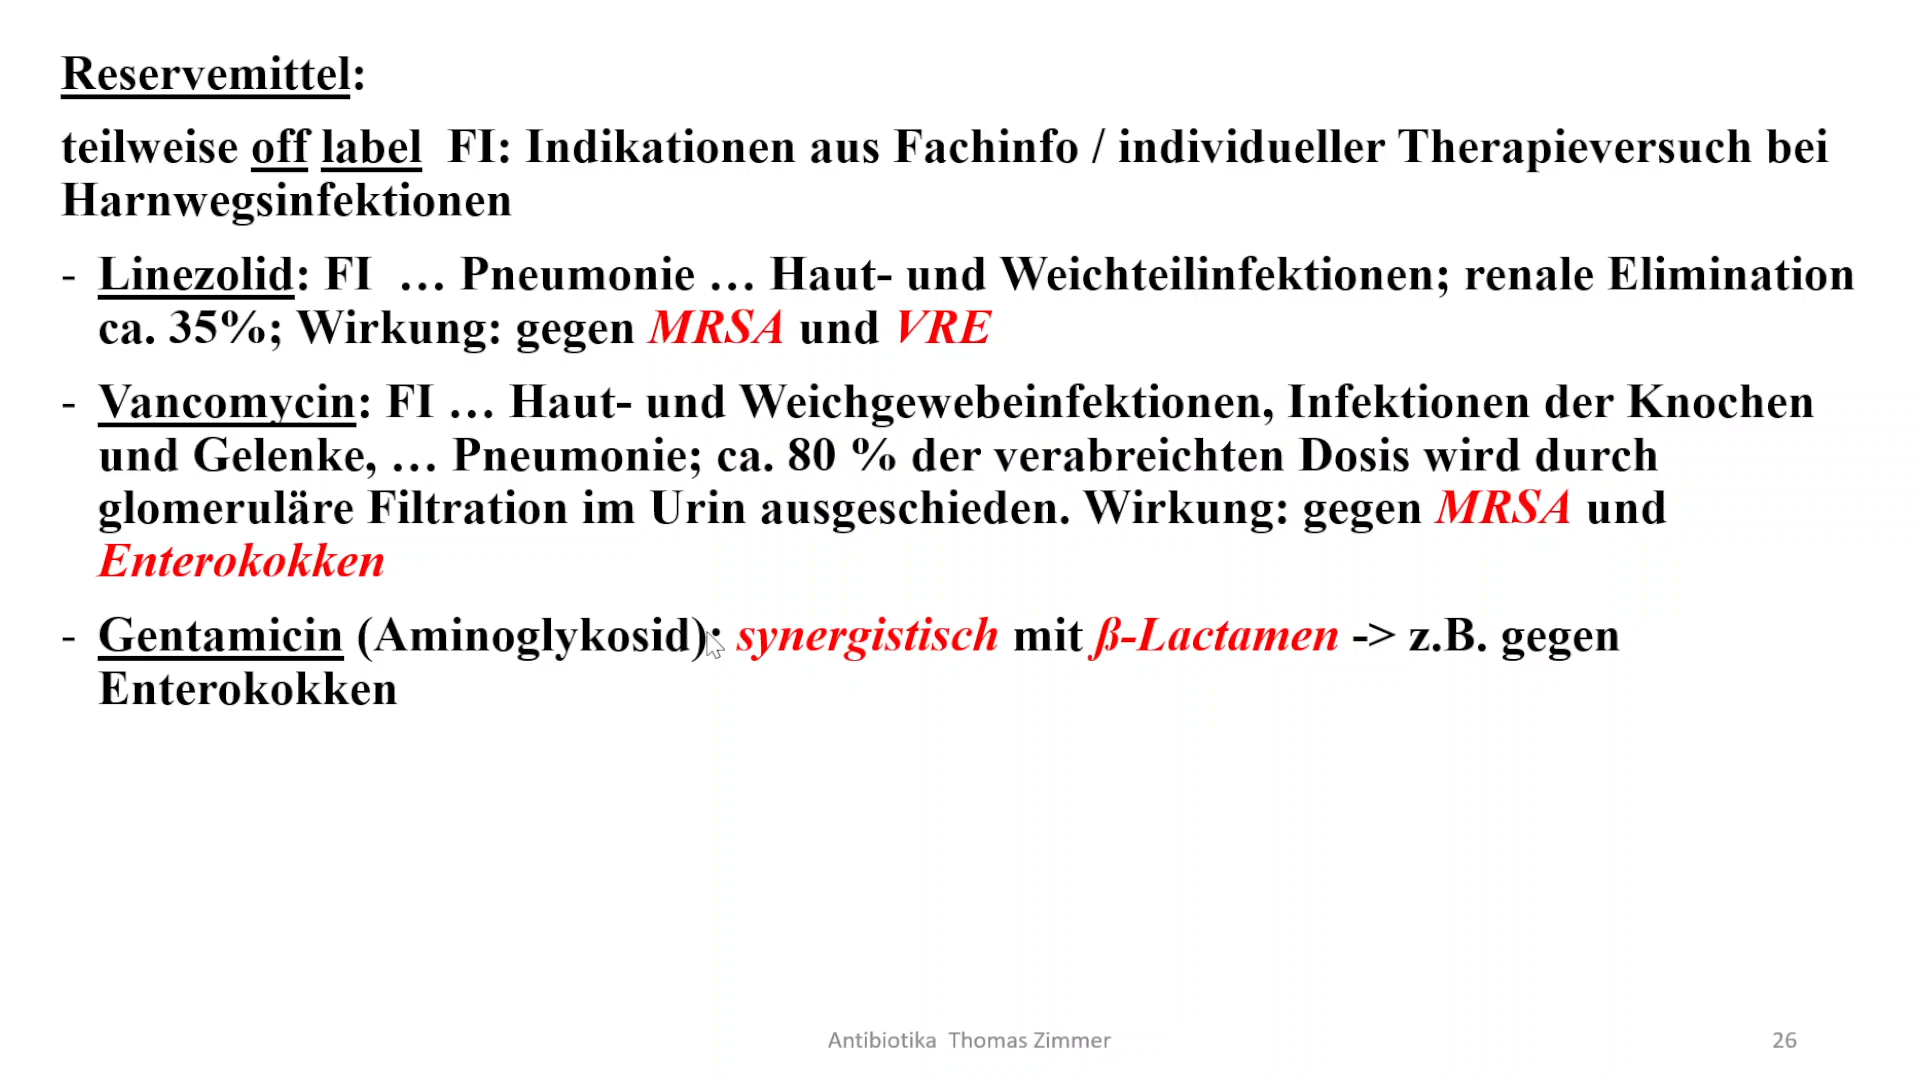 Reservemittel:
teilweise off label FI: Indikationen aus Fachinfo / individueller Therapieversuch bei
Harnwegsinfektionen
- Linezolid: FI … Pneumonie … Haut- und Weichteilinfektionen; renale Elimination
ca. 35%; Wirkung: gegen MRSA und VRE
- Vancomycin: FI … Haut- und Weichgewebeinfektionen, Infektionen der Knochen
und Gelenke, … Pneumonie; ca. 80 % der verabreichten Dosis wird durch
glomeruläre Filtration im Urin ausgeschieden. Wirkung: gegen MRSA und
Enterokokken
- Gentamicin (Aminoglykosid): synergistisch mit ß-Lactamen -> z.B. gegen
Enterokokken
Antibiotika Thomas Zimmer
26